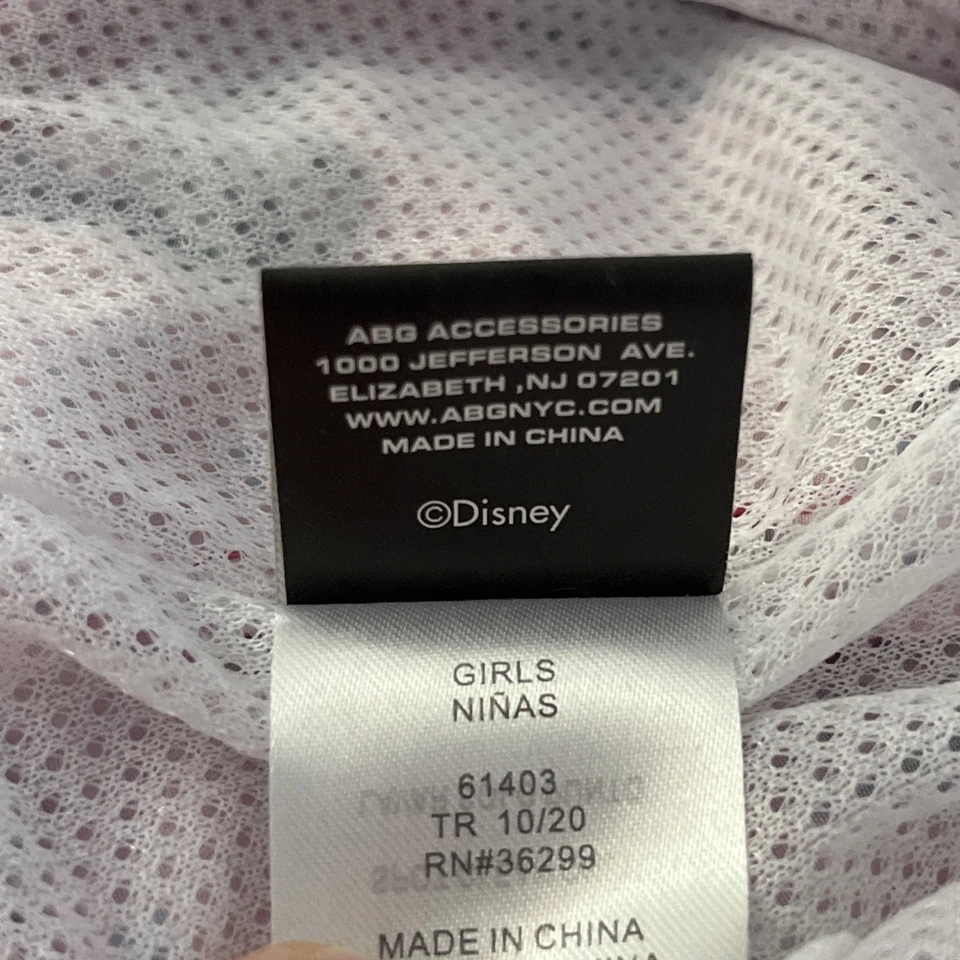 ABG ACCESSORIES
1000 JEFFERSON AVE.
ELIZABETH ,NJ 07201
WWW.ABGNYC.COM
MADE IN CHINA
©Disney
GIRLS
NIÑAS
61403
TR 10/20
RN#36299
MADE IN CHINA